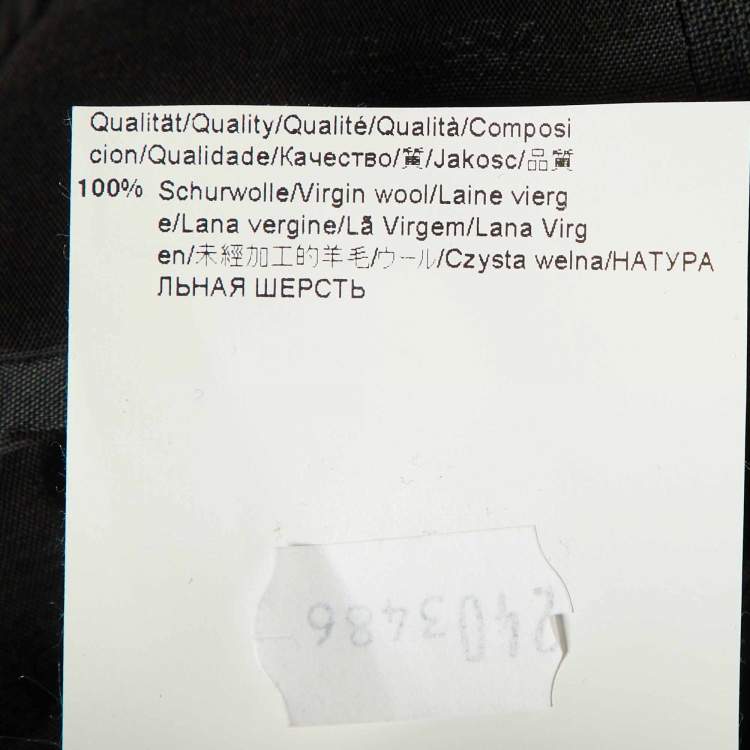 Qualität/Quality/Qualité/Qualità/Composi
cion/Qualidade/Качество/質/Jakosc/品質
100% Schurwolle/Virgin wool/Laine vierg
e/Lana vergine/Lã Virgem/Lana Virg
en/未經加工的羊毛/ウール/Czysta welna/НАТУРА
ЛЬНАЯ ШЕРСТЬ